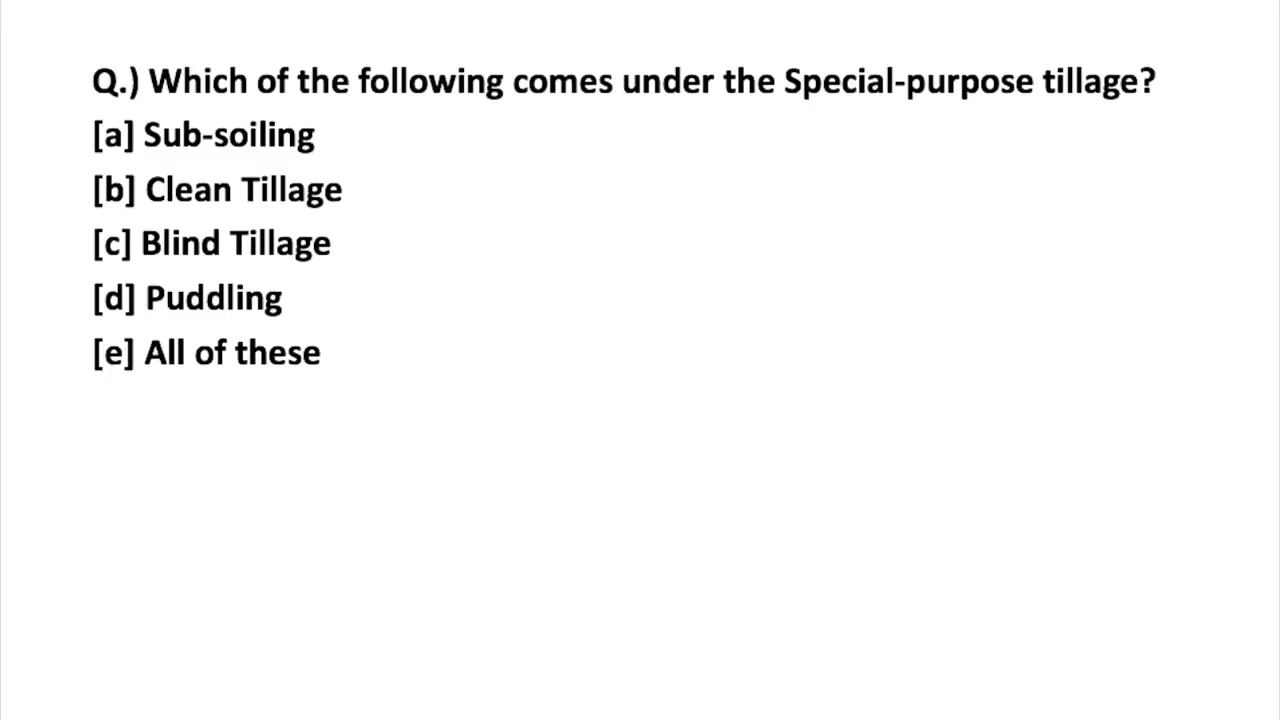 Q.) Which of the following comes under the Special-purpose tillage?
[a] Sub-soiling
[b] Clean Tillage
[c] Blind Tillage
[d] Puddling
[e] All of these